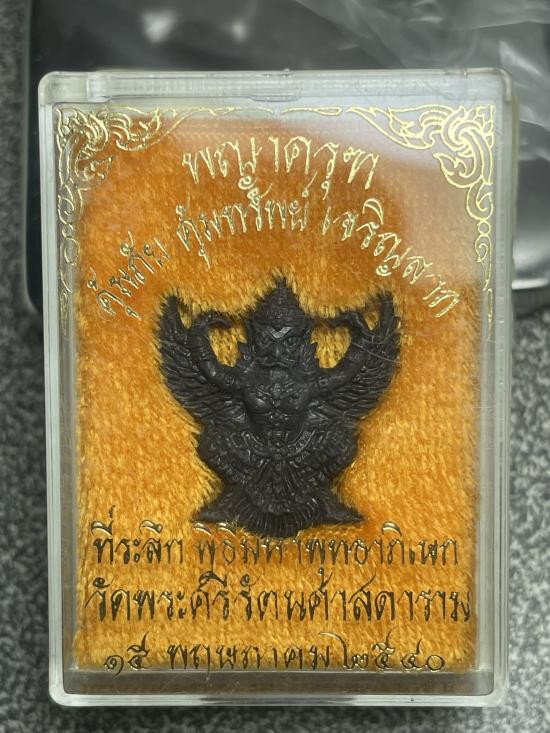 พญาครุฑ
คุ้มภัย คุ้มทรัพย์ เจริญลาภ
ที่ระลึก พิธีมหาพุทธาภิเษก
วัดพระศรีรัตนศาสดาราม
๑๕ พฤษภาคม ๒๕๔๐